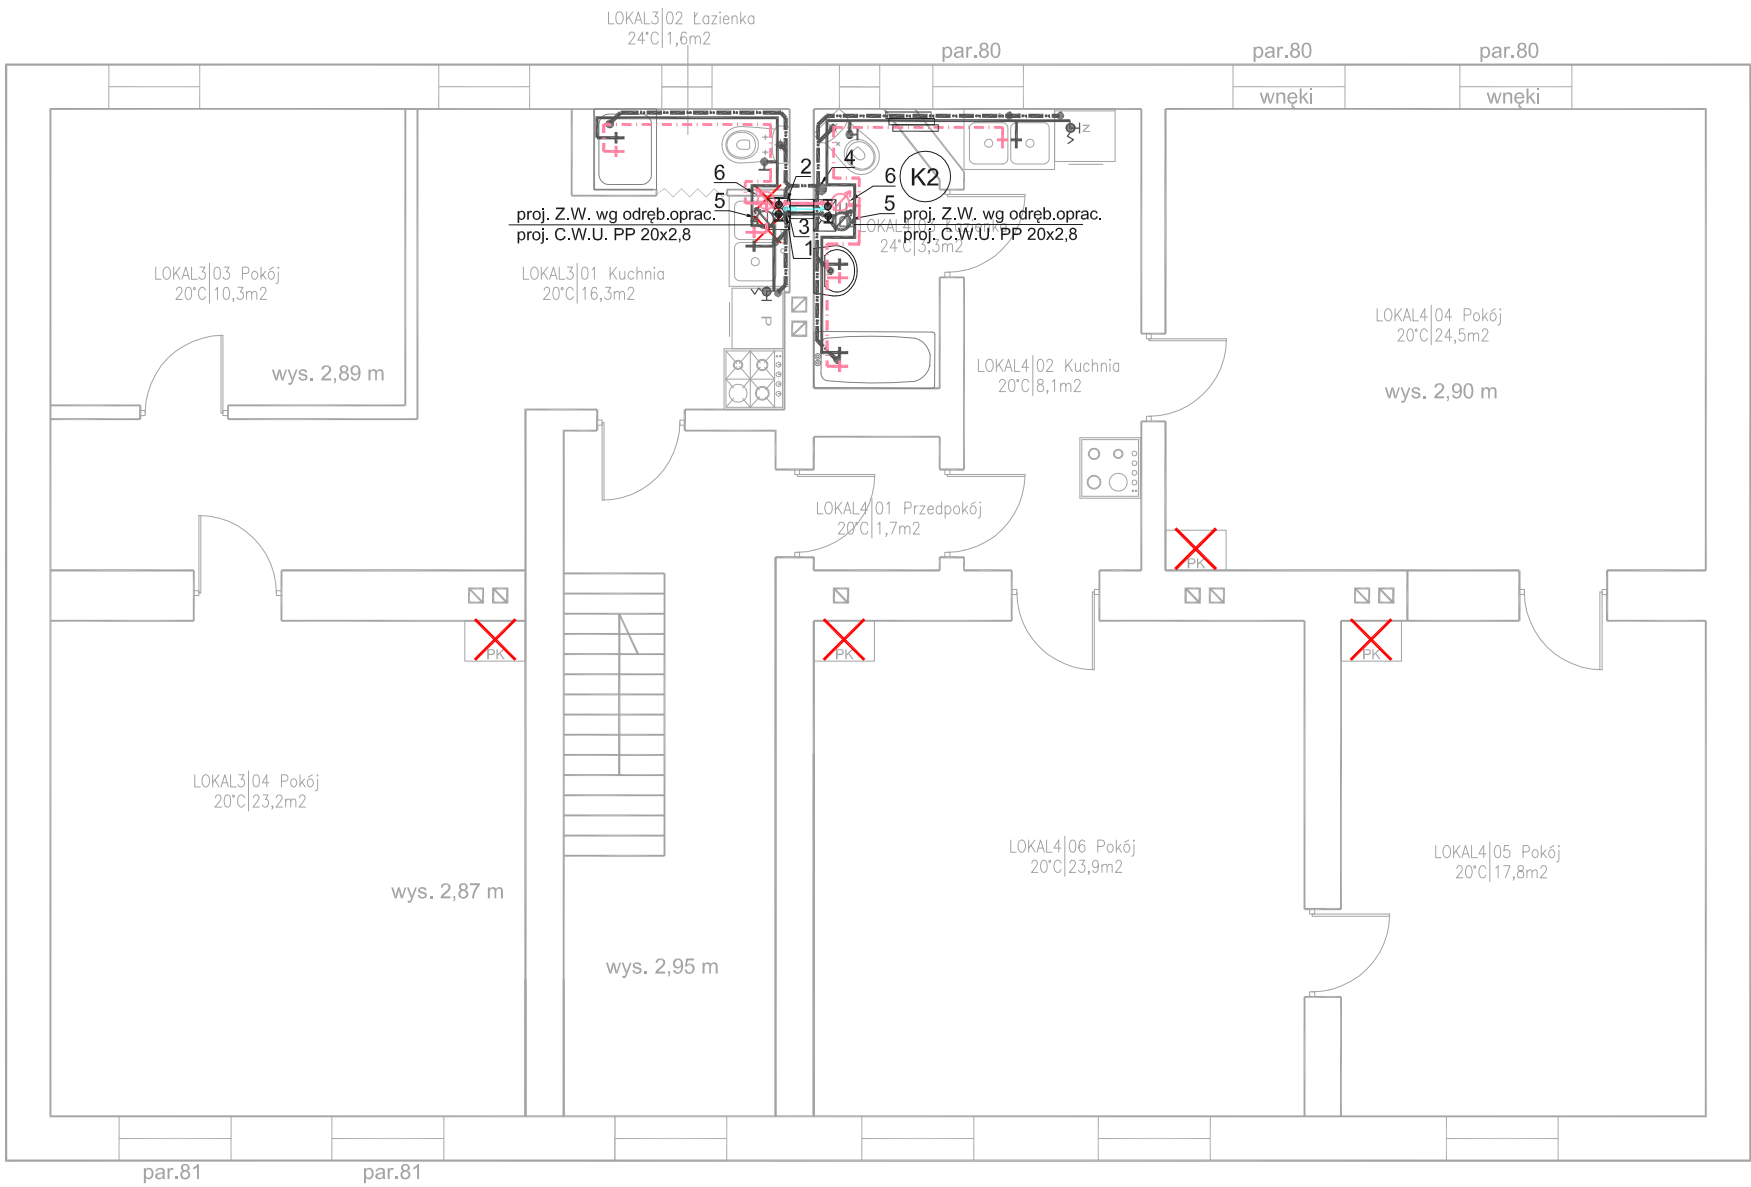 LOKAL3 02 Łazienka
24°C 1,6m2
par.80
par.80
par.80
wnęki
wnęki
N
K2
2
4
6
6
5
5
3
1
proj. Z.W. wg odręb.oprac.
proj. C.W.U. PP 20x2,8
proj. Z.W. wg odręb.oprac.
proj. C.W.U. PP 20x2,8
LOKAL4 03 Łazienka
24°C 3,3m2
LOKAL3 03 Pokój
20°C 10,3m2
LOKAL3 01 Kuchnia
20°C 16,3m2
P
LOKAL4 04 Pokój
20°C 24,5m2
LOKAL4 02 Kuchnia
20°C 8,1m2
wys. 2,89 m
wys. 2,90 m
LOKAL4 01 Przedpokój
20°C 1,7m2
PK
PK
PK
PK
LOKAL3 04 Pokój
20°C 23,2m2
LOKAL4 06 Pokój
20°C 23,9m2
LOKAL4 05 Pokój
20°C 17,8m2
wys. 2,87 m
wys. 2,95 m
par.81
par.81